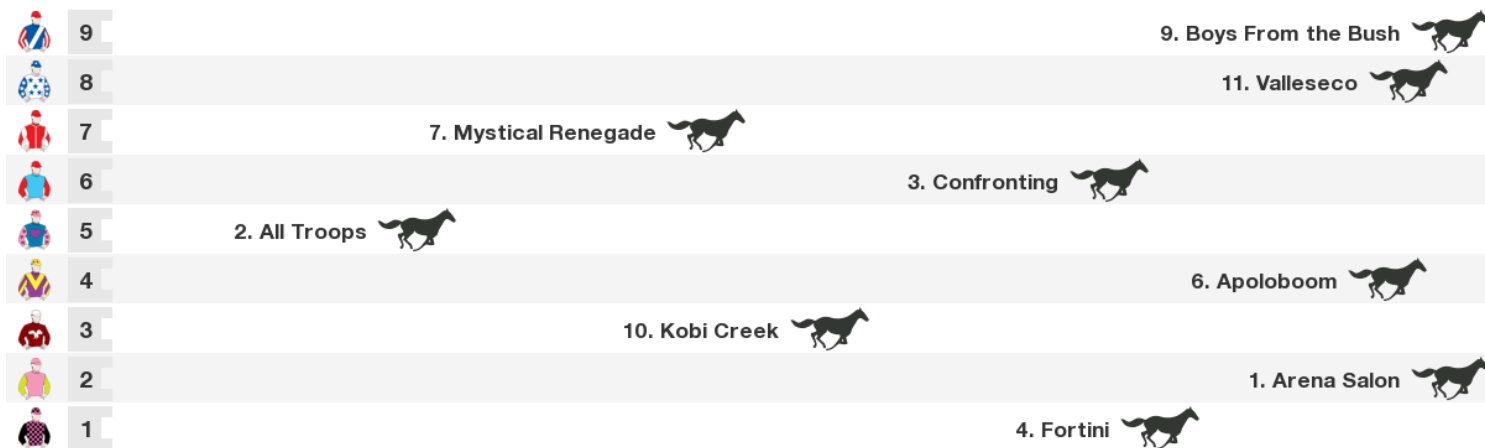 9 9. Boys From the Bush
8 11. Valleseco
7 7. Mystical Renegade
6 3. Confronting
5 2. All Troops
4 6. Apoloboom
3 10. Kobi Creek
2 1. Arena Salon
1 4. Fortini